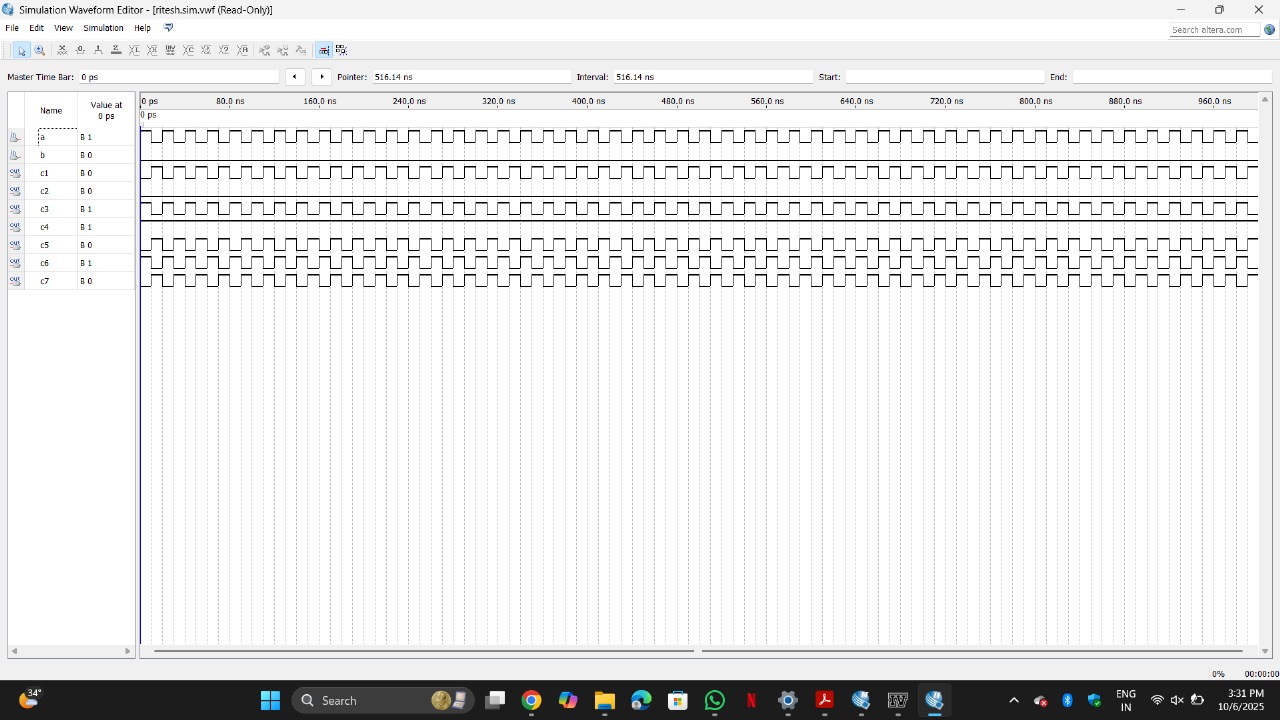 Simulation Waveform Editor - [ritesh.sim.vwf (Read-Only)]
File Edit View Simulation Help
Search altera.com
Master Time Bar: 0 ps Pointer: 516.14 ns Interval: 516.14 ns Start: End:
Name Value at 0 ps
0 ps 80.0 ns 160.0 ns 240.0 ns 320.0 ns 400.0 ns 480.0 ns 560.0 ns 640.0 ns 720.0 ns 800.0 ns 880.0 ns 960.0 ns
0 ps
a B 1
b B 0
c1 B 0
c2 B 0
c3 B 1
c4 B 1
c5 B 0
c6 B 1
c7 B 0
0% 00:00:00
34°
Search
ENG
IN
3:31 PM
10/6/2025